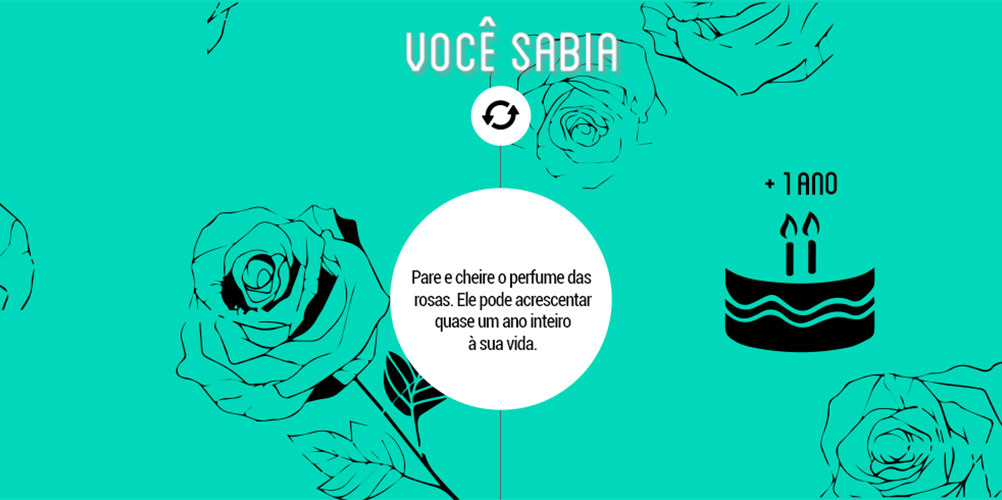 VOCÊ SABIA
+ 1 ANO
Pare e cheire o perfume das
rosas. Ele pode acrescentar
quase um ano inteiro
à sua vida.